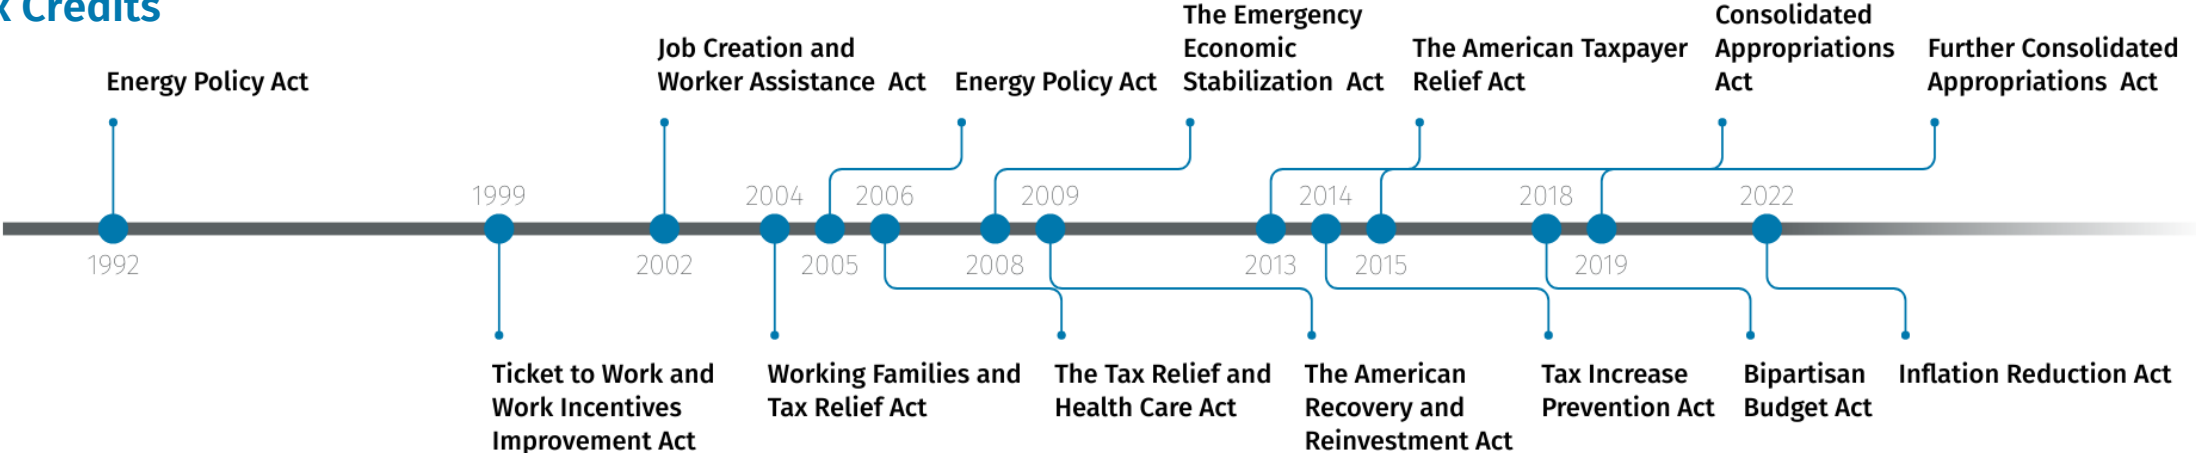 Credits
The Emergency
Economic
Stabilization Act
Consolidated
Appropriations
Act
Job Creation and
Worker Assistance Act
The American Taxpayer
Relief Act
Further Consolidated
Appropriations Act
Energy Policy Act
Energy Policy Act
1999
2004
2006
2009
2014
2018
2022
1992
2002
2005
2008
2013
2015
2019
Ticket to Work and
Work Incentives
Improvement Act
Working Families and
Tax Relief Act
The Tax Relief and
Health Care Act
The American
Recovery and
Reinvestment Act
Tax Increase
Prevention Act
Bipartisan
Budget Act
Inflation Reduction Act